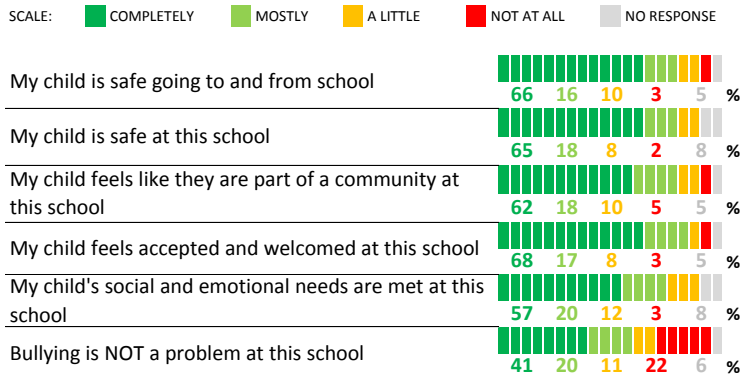 SCALE: COMPLETELY MOSTLY A LITTLE NOT AT ALL NO RESPONSE
My child is safe going to and from school
66 16 10 3 5 %
My child is safe at this school
65 18 8 2 8 %
My child feels like they are part of a community at
this school
62 18 10 5 5 %
My child feels accepted and welcomed at this school
68 17 8 3 5 %
My child's social and emotional needs are met at this
school
57 20 12 3 8 %
Bullying is NOT a problem at this school
41 20 11 22 6 %